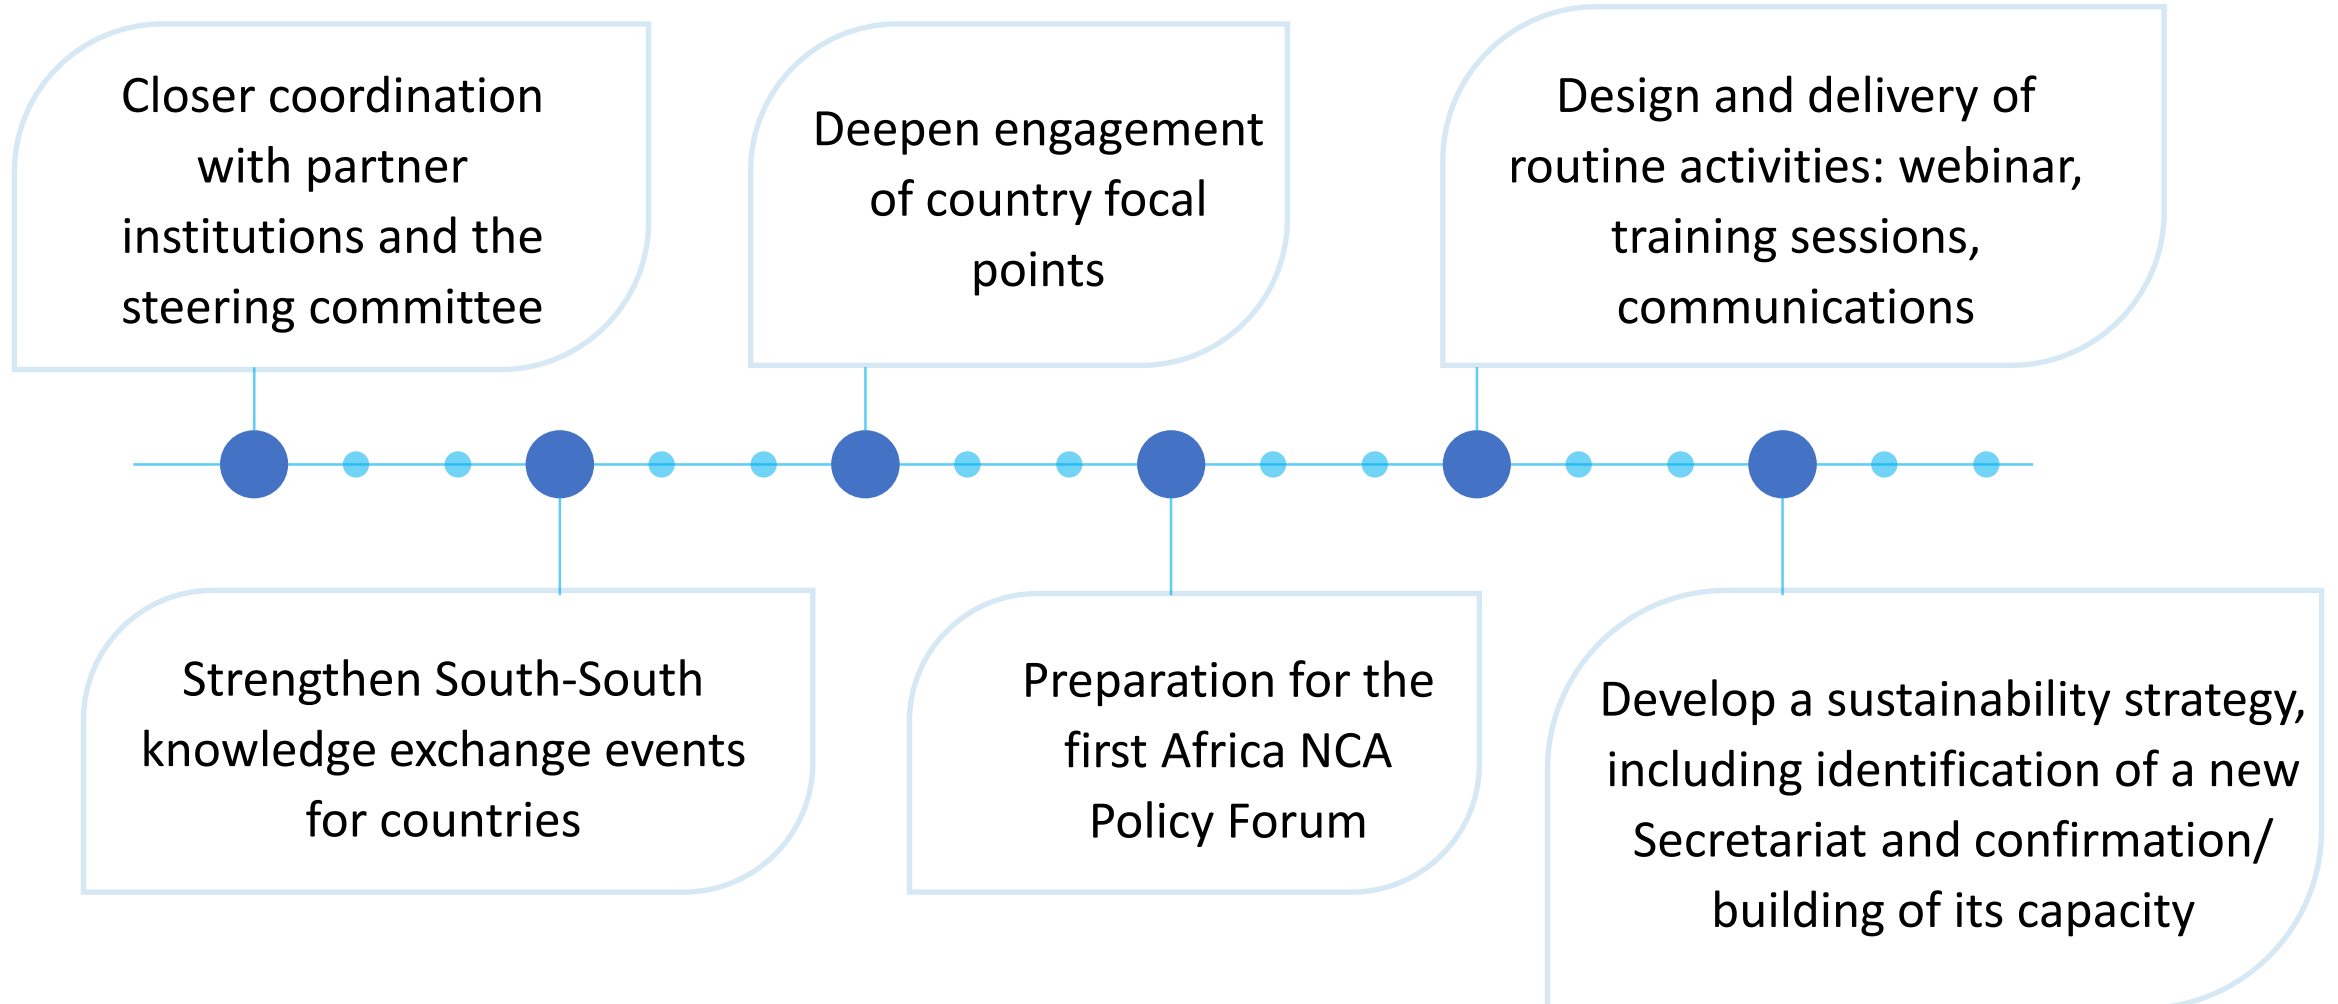 Closer coordination
with partner
institutions and the
steering committee
Strengthen South-South
knowledge exchange events
for countries
Deepen engagement
of country focal
points
Preparation for the
first Africa NCA
Policy Forum
Design and delivery of
routine activities: webinar,
training sessions,
communications
Develop a sustainability strategy,
including identification of a new
Secretariat and confirmation/
building of its capacity